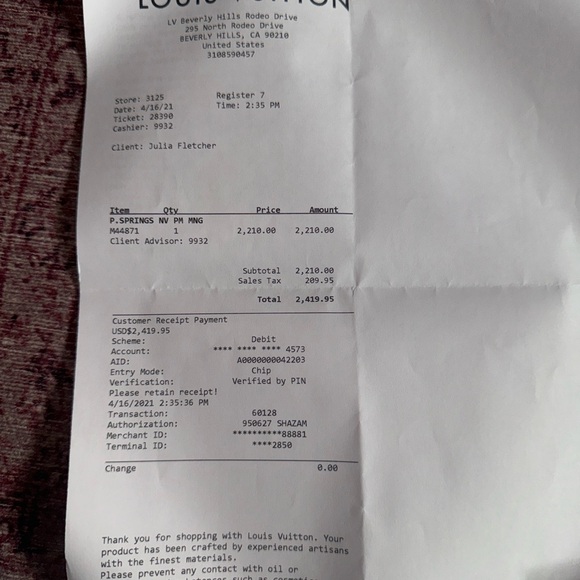 LOUIS VUITTON
LV Beverly Hills Rodeo Drive
295 North Rodeo Drive
BEVERLY HILLS, CA 90210
United States
3108590457
Store: 3125 Register 7
Date: 4/16/21 Time: 2:35 PM
Ticket: 28390
Cashier: 9932
Client: Julia Fletcher
Item Qty Price Amount
P.SPRINGS NV PM MNG
M44871 1 2,210.00 2,210.00
Client Advisor: 9932
Subtotal 2,210.00
Sales Tax 209.95
Total 2,419.95
Customer Receipt Payment
USD$2,419.95
Scheme: Debit
Account: **** **** **** 4573
AID: A0000000042203
Entry Mode: Chip
Verification: Verified by PIN
Please retain receipt!
4/16/2021 2:35:36 PM
Transaction: 60128
Authorization: 950627 SHAZAM
Merchant ID: **********88881
Terminal ID: ****2850
Change 0.00
Thank you for shopping with Louis Vuitton. Your
product has been crafted by experienced artisans
with the finest materials.
Please prevent any contact with oil or
such as